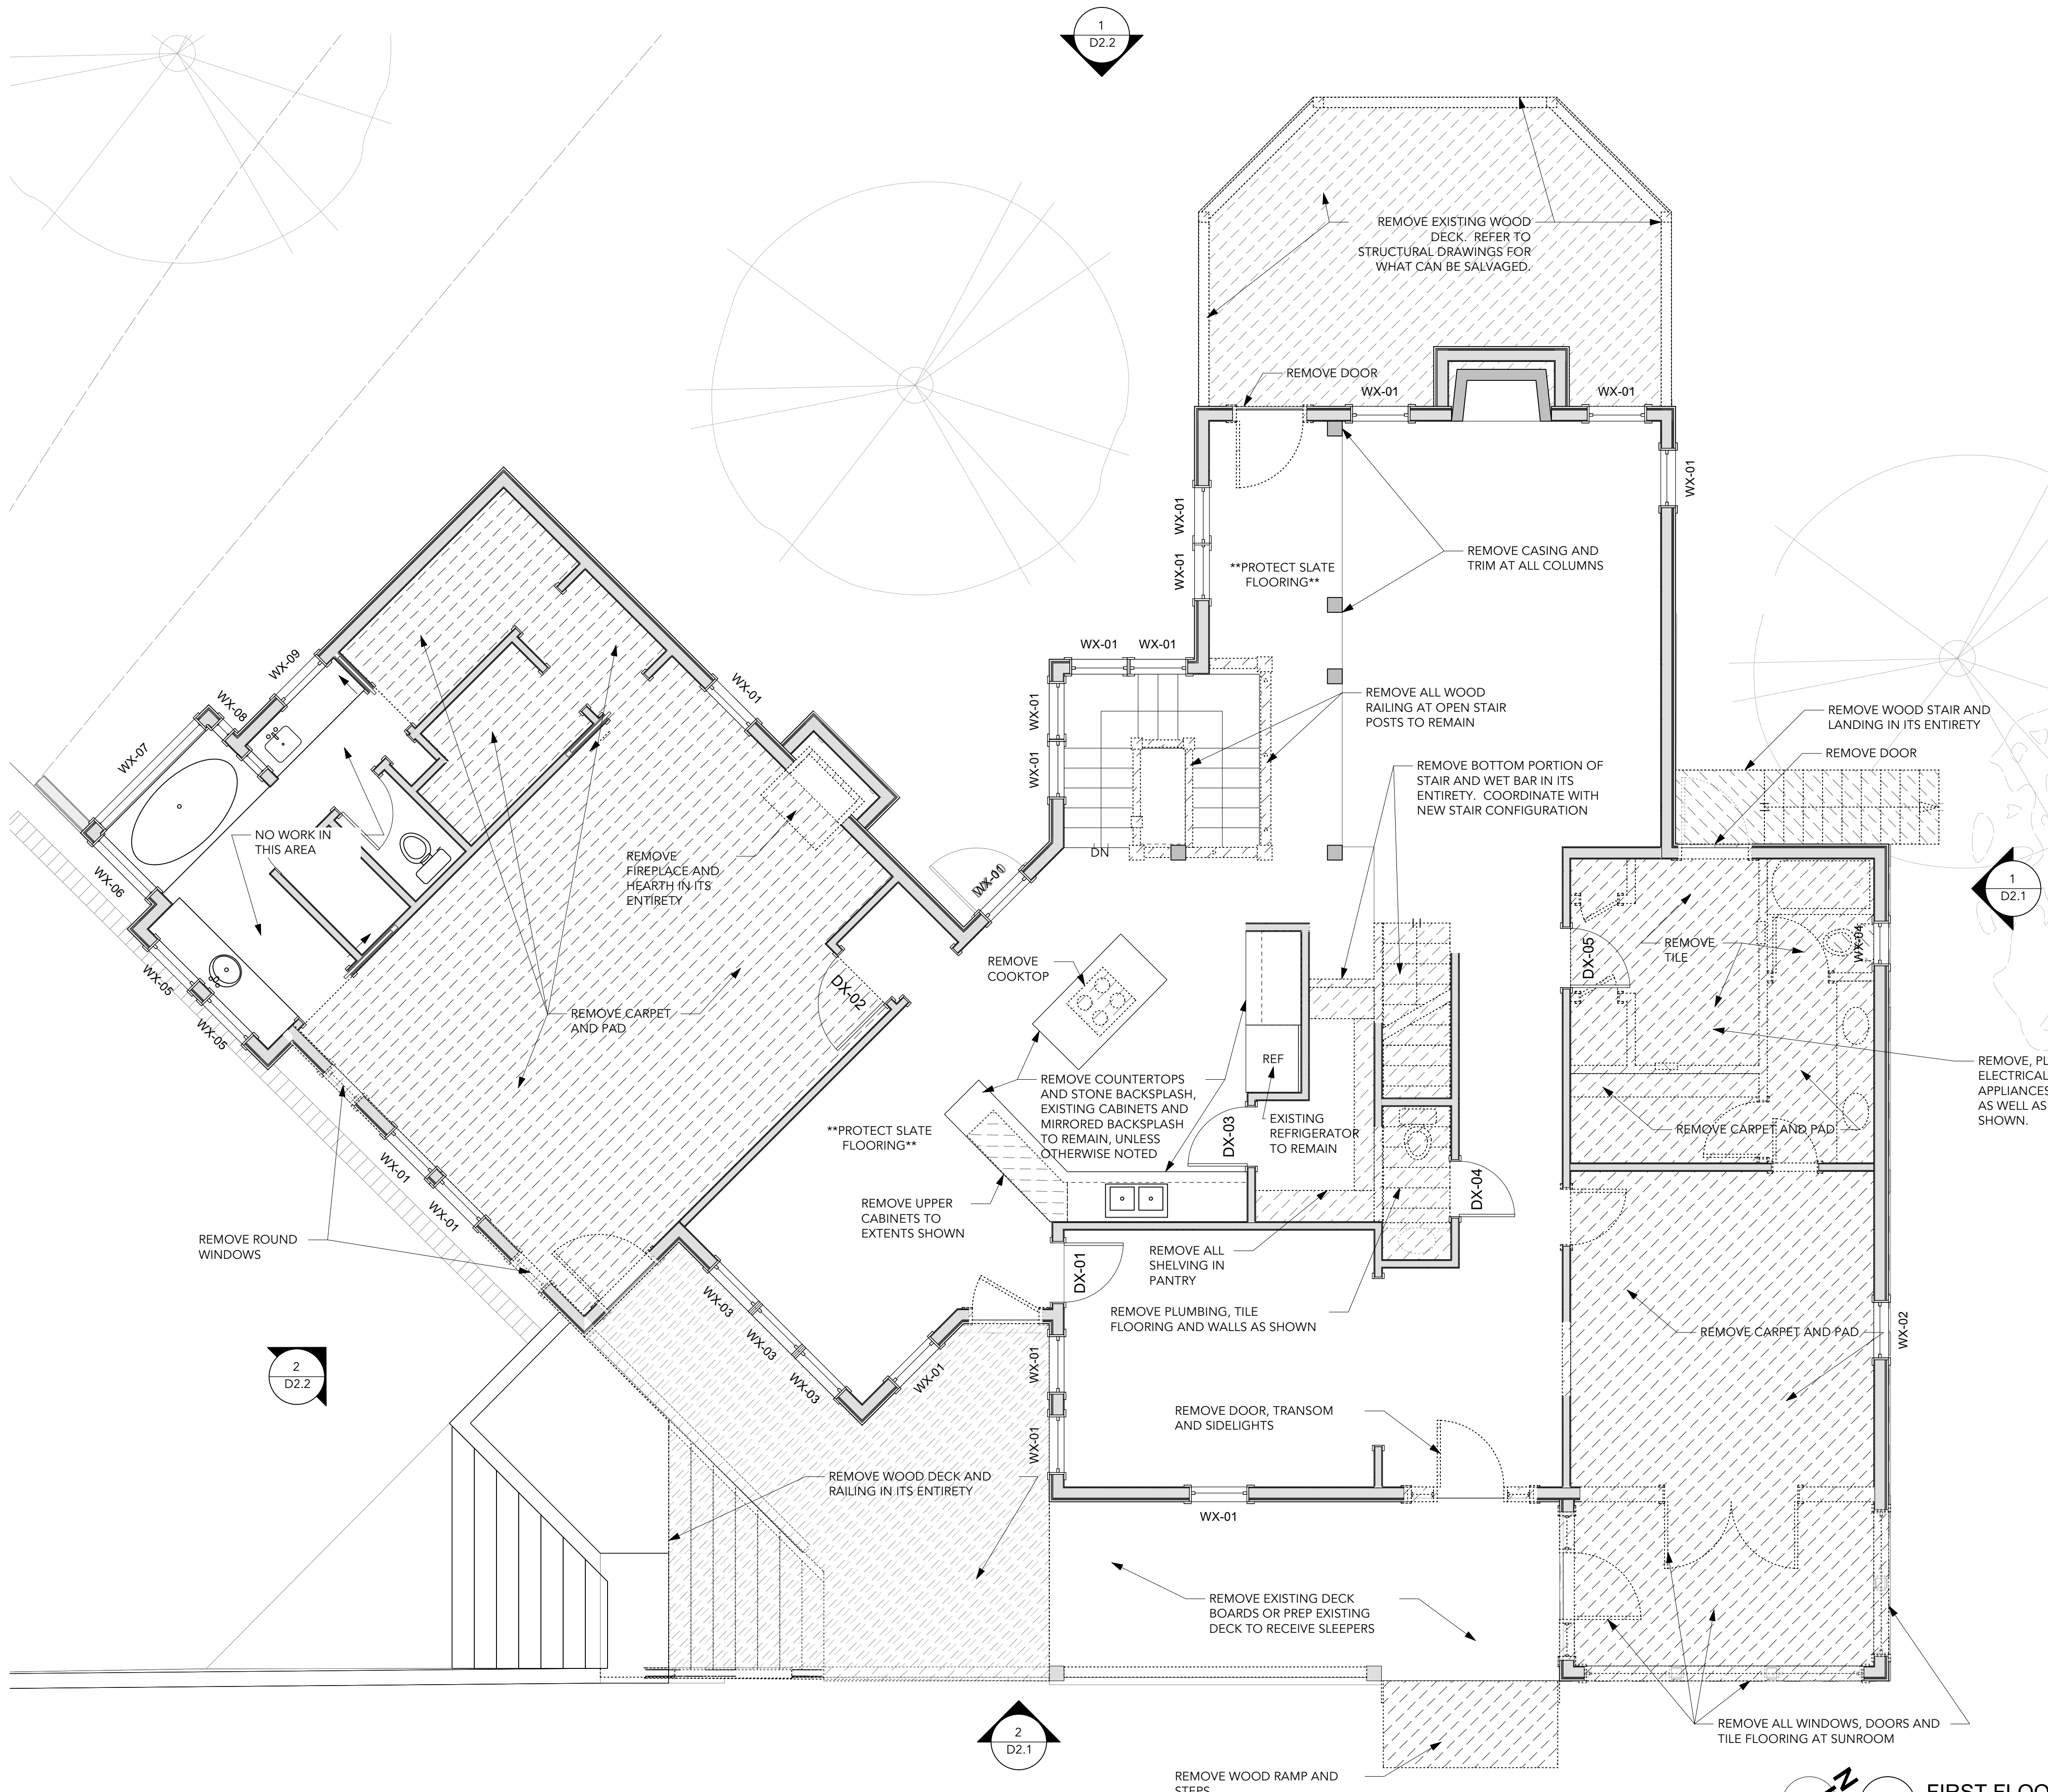 1
D2.2
REMOVE EXISTING WOOD
DECK. REFER TO
STRUCTURAL DRAWINGS FOR
WHAT CAN BE SALVAGED.
REMOVE DOOR
WX-01
WX-01
WX-01
WX-01
WX-01
REMOVE CASING AND
TRIM AT ALL COLUMNS
**PROTECT SLATE
FLOORING**
WX-01
WX-01
WX-01
WX-01
REMOVE ALL WOOD
RAILING AT OPEN STAIR
POSTS TO REMAIN
REMOVE WOOD STAIR AND
LANDING IN ITS ENTIRETY
REMOVE DOOR
REMOVE BOTTOM PORTION OF
STAIR AND WET BAR IN ITS
ENTIRETY. COORDINATE WITH
NEW STAIR CONFIGURATION
DN
WX-09
WX-08
WX-07
WX-01
NO WORK IN
THIS AREA
REMOVE
FIREPLACE AND
HEARTH IN ITS
ENTIRETY
WX-06
WX-05
WX-05
1
D2.1
DX-05
REMOVE
TILE
WX-04
REMOVE
COOKTOP
DX-02
REMOVE CARPET
AND PAD
REF
REMOVE COUNTERTOPS
AND STONE BACKSPLASH,
EXISTING CABINETS AND
MIRRORED BACKSPLASH
TO REMAIN, UNLESS
OTHERWISE NOTED
EXISTING
REFRIGERATOR
TO REMAIN
DX-03
REMOVE, PL
ELECTRICAL
APPLIANCES
AS WELL AS
SHOWN.
**PROTECT SLATE
FLOORING**
REMOVE CARPET AND PAD
WX-01
WX-01
DX-04
REMOVE UPPER
CABINETS TO
EXTENTS SHOWN
REMOVE ROUND
WINDOWS
DX-01
REMOVE ALL
SHELVING IN
PANTRY
REMOVE PLUMBING, TILE
FLOORING AND WALLS AS SHOWN
WX-03
WX-03
WX-03
WX-01
WX-01
WX-01
REMOVE CARPET AND PAD
WX-02
2
D2.2
REMOVE DOOR, TRANSOM
AND SIDELIGHTS
REMOVE WOOD DECK AND
RAILING IN ITS ENTIRETY
WX-01
REMOVE EXISTING DECK
BOARDS OR PREP EXISTING
DECK TO RECEIVE SLEEPERS
2
D2.1
REMOVE ALL WINDOWS, DOORS AND
TILE FLOORING AT SUNROOM
REMOVE WOOD RAMP AND
STEPS
N
FIRST FLOO